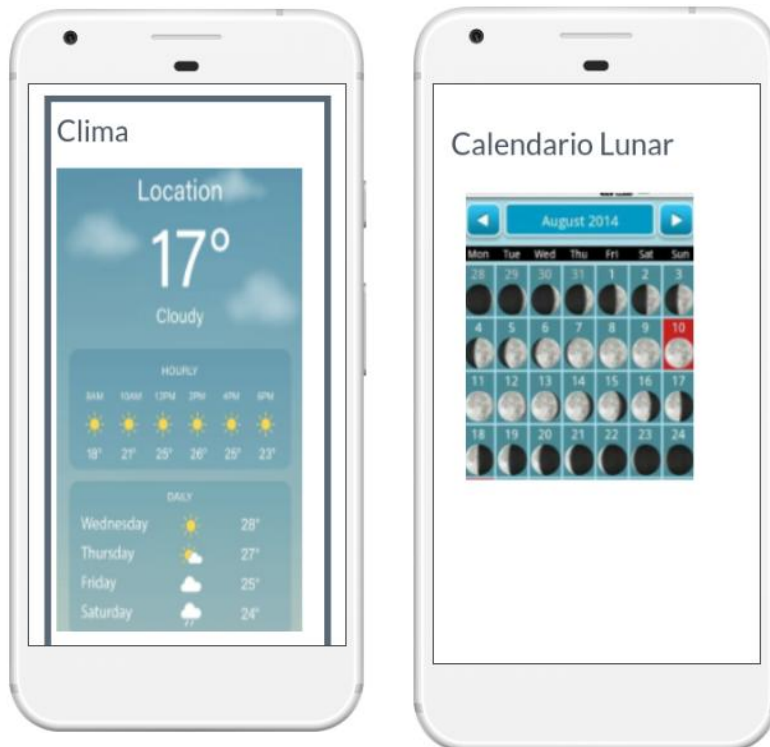 Clima
Location
17°
Cloudy
HOURLY
8AM 10AM 12PM 2PM 4PM 6PM
18° 21° 25° 26° 25° 23°
DAILY
Wednesday 28°
Thursday 27°
Friday 25°
Saturday 24°
Calendario Lunar
August 2014
Mon Tue Wed Thu Fri Sat Sun
28 29 30 31 1 2 3
4 5 6 7 8 9 10
11 12 13 14 15 16 17
18 19 20 21 22 23 24